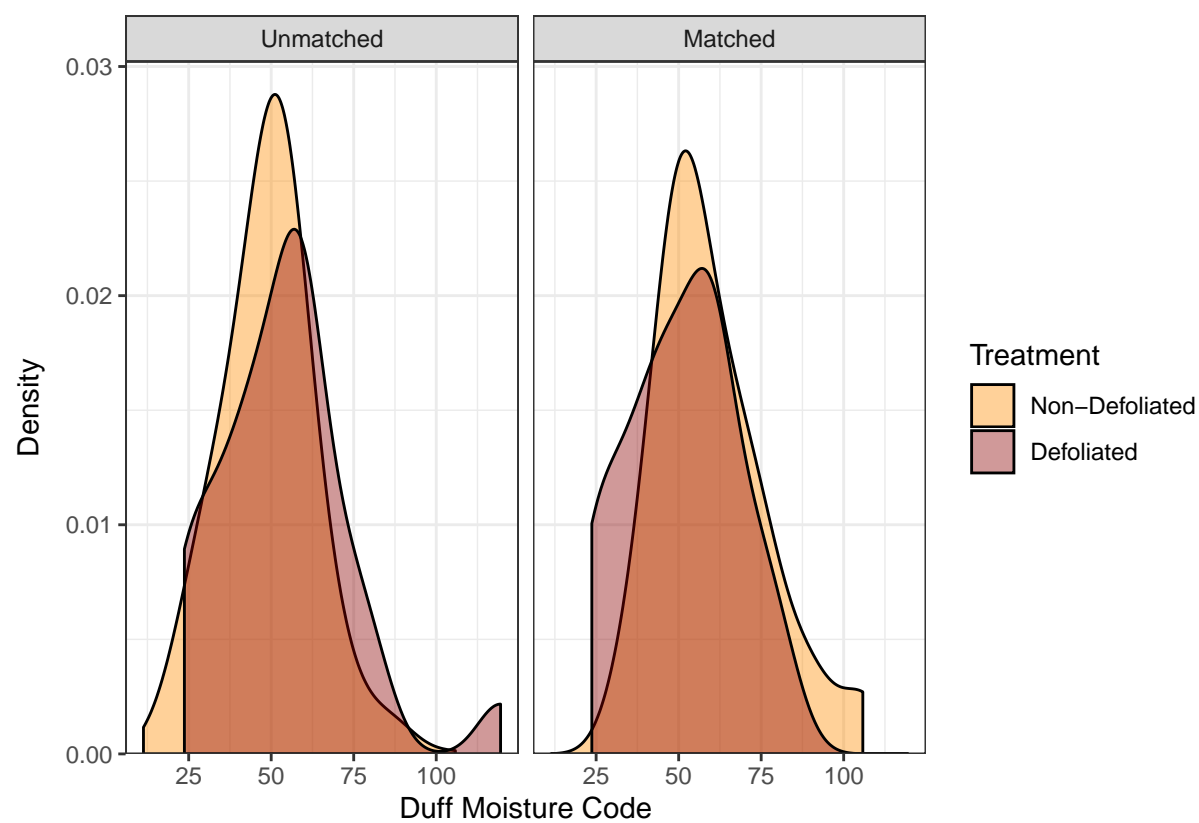 Unmatched Matched
0.03
0.02
0.01
0.00
Density
25 50 75 100 25 50 75 100
Duff Moisture Code
Treatment
Non−Defoliated
Defoliated